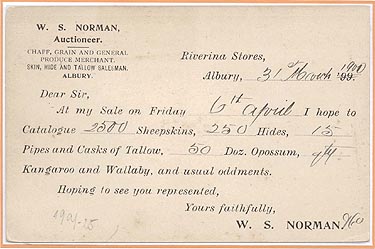 W. S. NORMAN,
Auctioneer.
CHAFF, GRAIN AND GENERAL
PRODUCE MERCHANT.
SKIN, HIDE AND TALLOW SALESMAN.
ALBURY.
Riverina Stores,
Albury, 31st March 1900 189
Dear Sir,
At my Sale on Friday 6th April I hope to
Catalogue 2500 Sheepskins, 250 Hides, 15
Pipes and Casks of Tallow, 50 Doz. Opossum,
Kangaroo and Wallaby, and usual oddments.
Hoping to see you represented,
Yours faithfully,
W. S. NORMAN